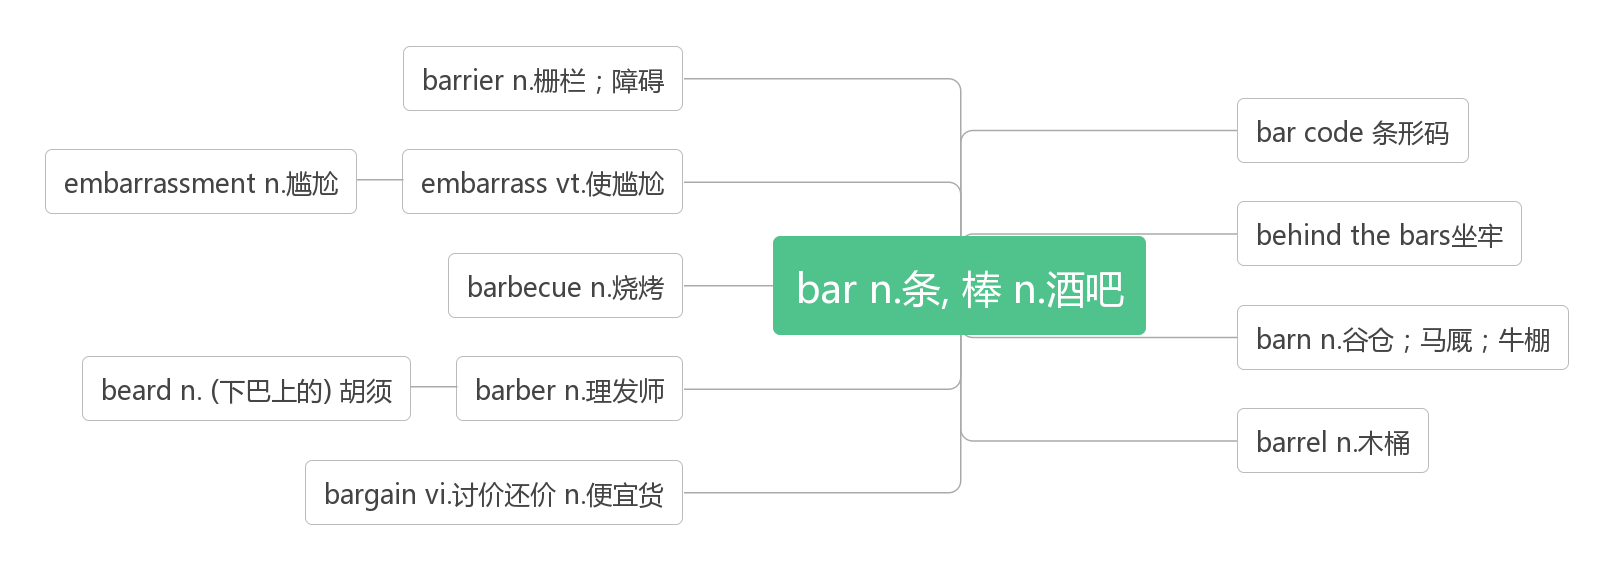 barrier n.栅栏；障碍
embarrassment n.尴尬
embarrass vt.使尴尬
barbecue n.烧烤
beard n. (下巴上的) 胡须
barber n.理发师
bargain vi.讨价还价 n.便宜货
bar n.条, 棒 n.酒吧
bar code 条形码
behind the bars坐牢
barn n.谷仓；马厩；牛棚
barrel n.木桶